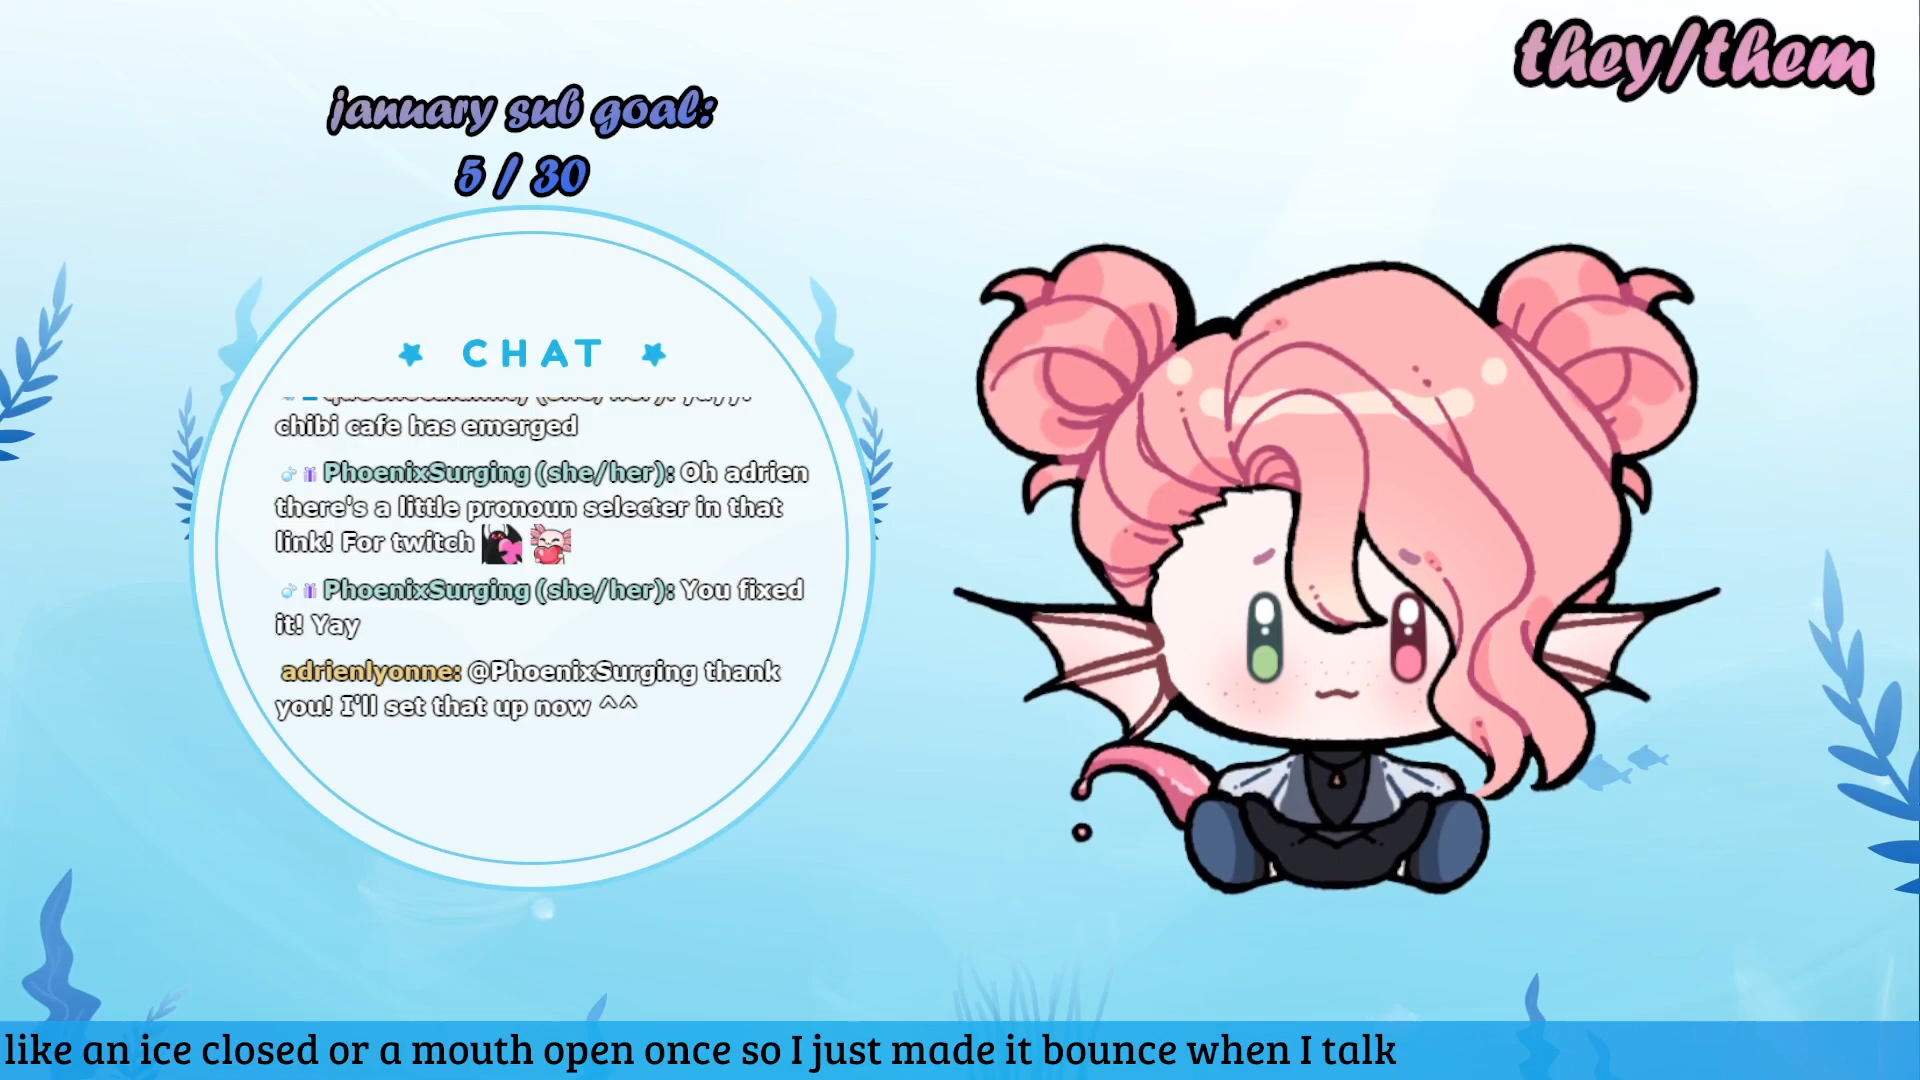 they/them
january sub goal:
5 / 30
CHAT
chibi cafe has emerged
PhoenixSurging (she/her): Oh adrien
there's a little pronoun selecter in that
link! For twitch
PhoenixSurging (she/her): You fixed
it! Yay
adrienlyonne: @PhoenixSurging thank
you! I'll set that up now ^^
like an ice closed or a mouth open once so I just made it bounce when I talk